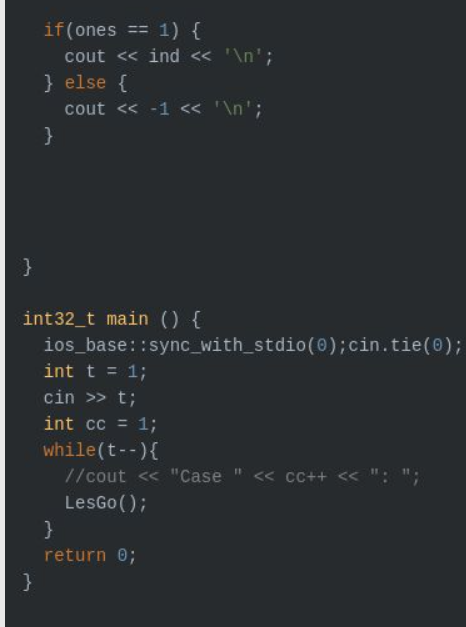 if(ones == 1) {
cout << ind << '\n';
} else {
cout << -1 << '\n';
}
}
int32_t main () {
ios_base::sync_with_stdio(0);cin.tie(0);
int t = 1;
cin >> t;
int cc = 1;
while(t--){
//cout << "Case " << cc++ << ": ";
LesGo();
}
return 0;
}